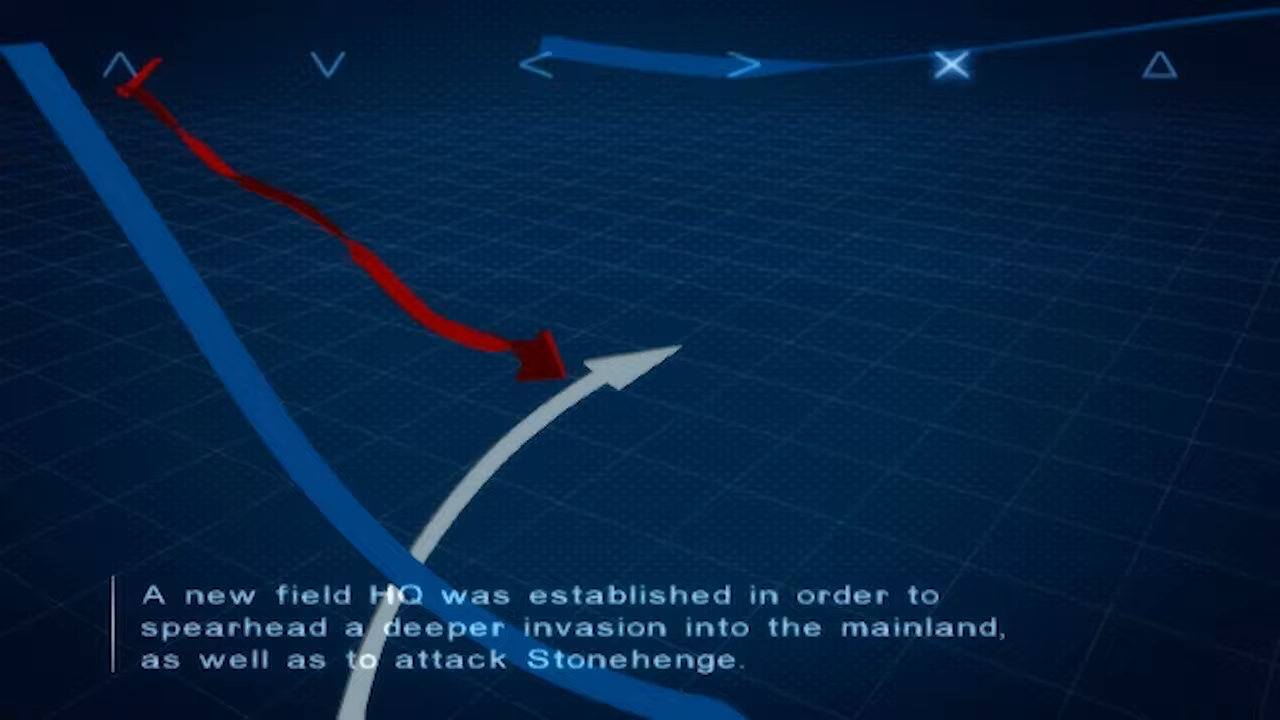 A new field HQ was established in order to
spearhead a deeper invasion into the mainland,
as well as to attack Stonehenge.